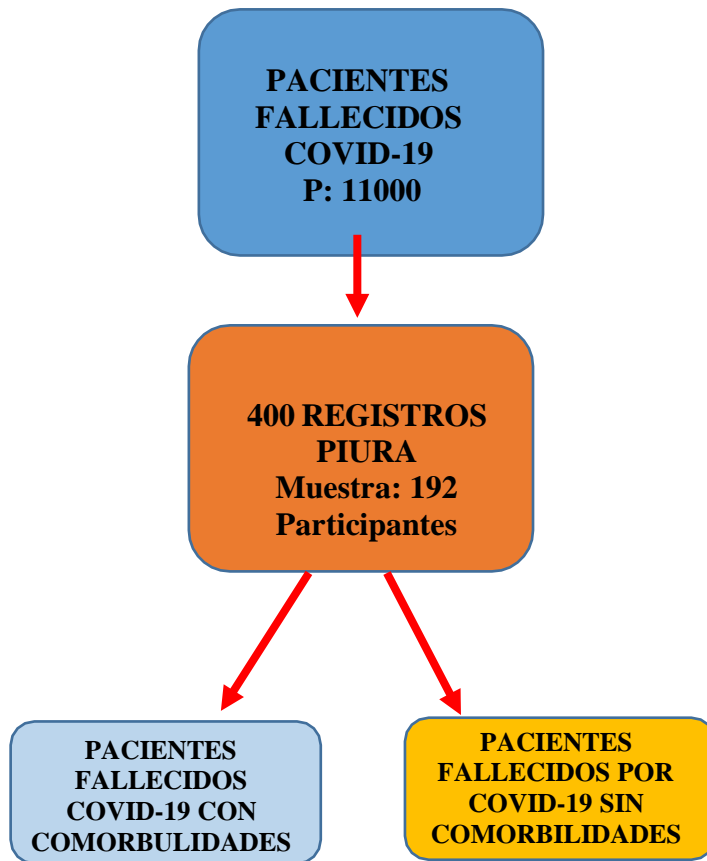 PACIENTES
FALLECIDOS
COVID-19
P: 11000
400 REGISTROS
PIURA
Muestra: 192
Participantes
PACIENTES
FALLECIDOS
COVID-19 CON
COMORBULIDADES
PACIENTES
FALLECIDOS POR
COVID-19 SIN
COMORBILIDADES